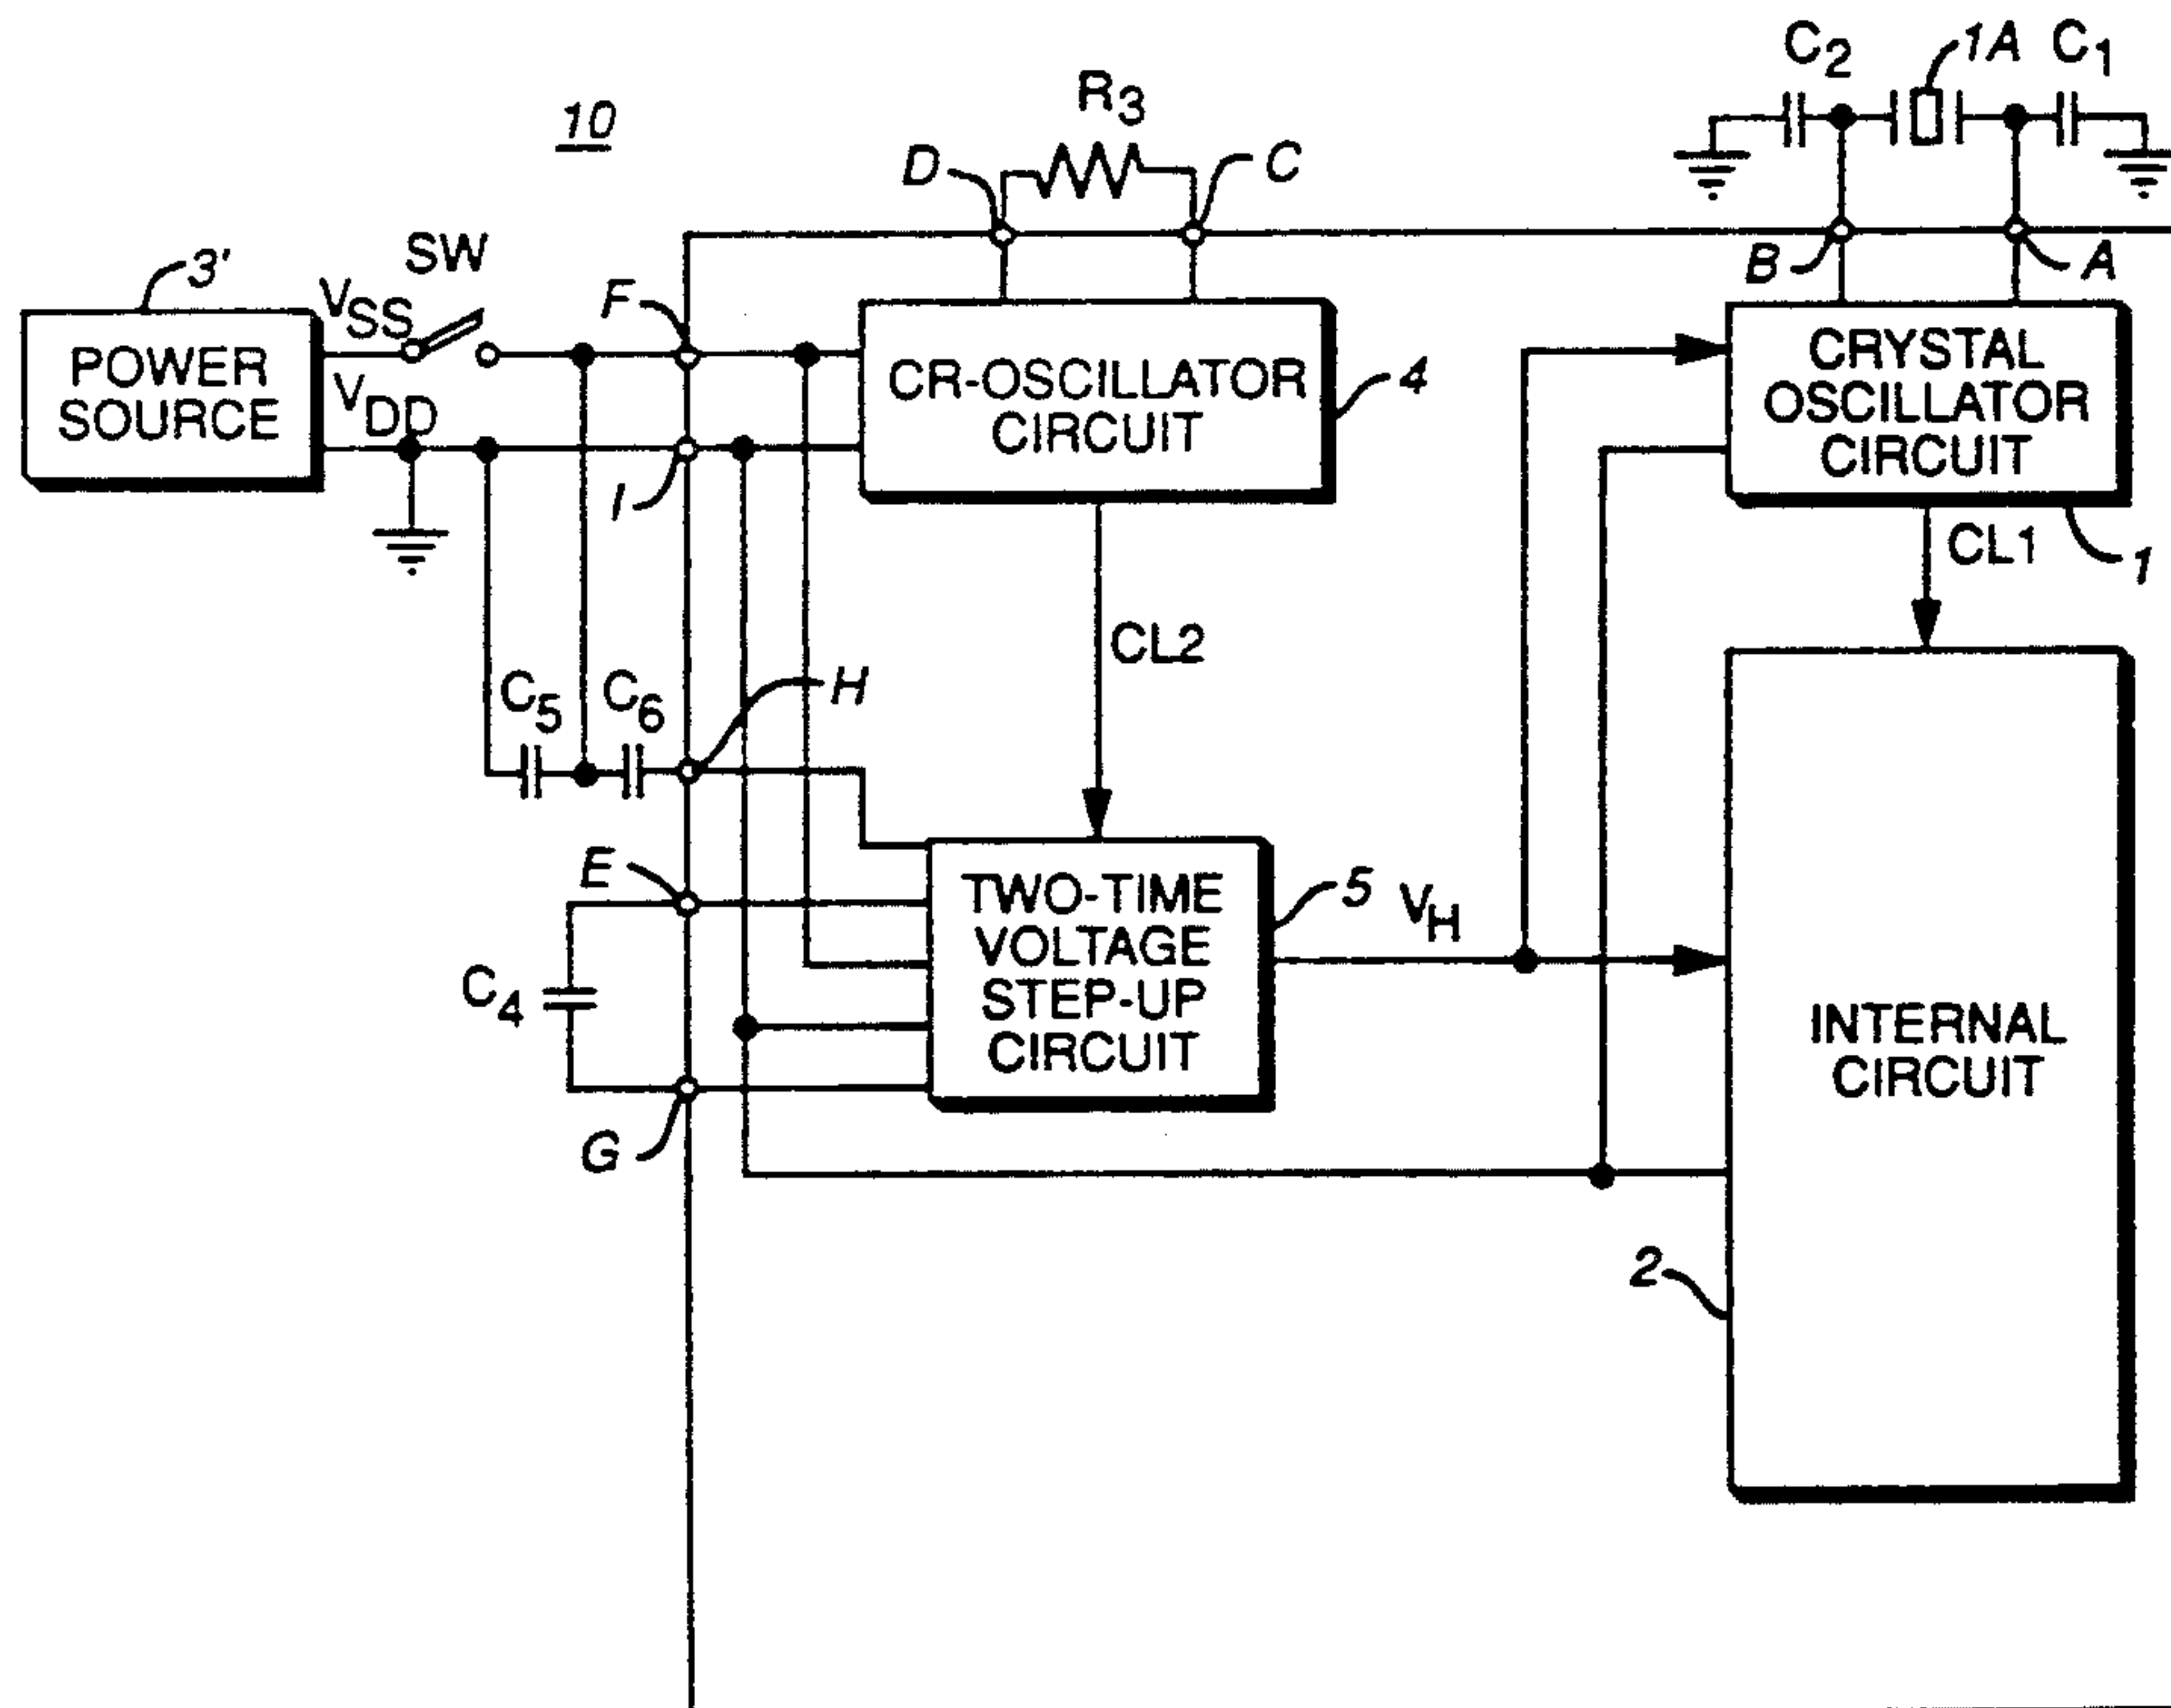 10
C2
1A
C1
R3
D
C
B
A
3'
SW
VSS
VDD
F
I
POWER
SOURCE
CR-OSCILLATOR
CIRCUIT
4
CRYSTAL
OSCILLATOR
CIRCUIT
CL1
1
CL2
C5
C6
H
E
C4
G
TWO-TIME
VOLTAGE
STEP-UP
CIRCUIT
5
VH
INTERNAL
CIRCUIT
2